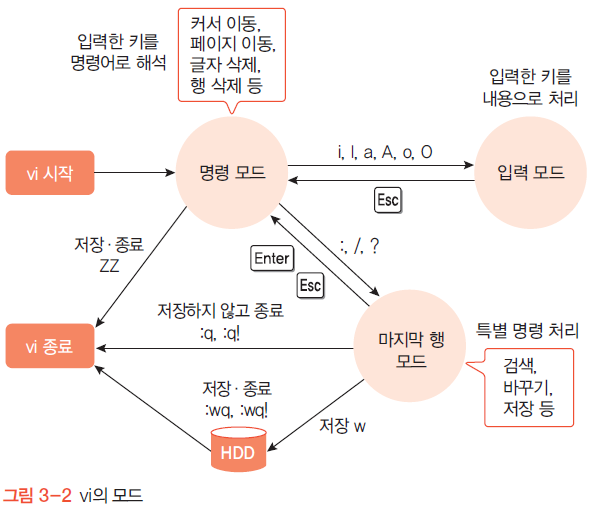 입력한 키를
명령어로 해석
커서 이동,
페이지 이동,
글자 삭제,
행 삭제 등
입력한 키를
내용으로 처리
vi 시작
명령 모드
i, I, a, A, o, O
Esc
입력 모드
저장 · 종료
ZZ
Enter
Esc
:, /, ?
저장하지 않고 종료
:q, :q!
vi 종료
마지막 행
모드
특별 명령 처리
검색,
바꾸기,
저장 등
저장 · 종료
:wq, :wq!
저장 w
HDD
그림 3-2 vi의 모드